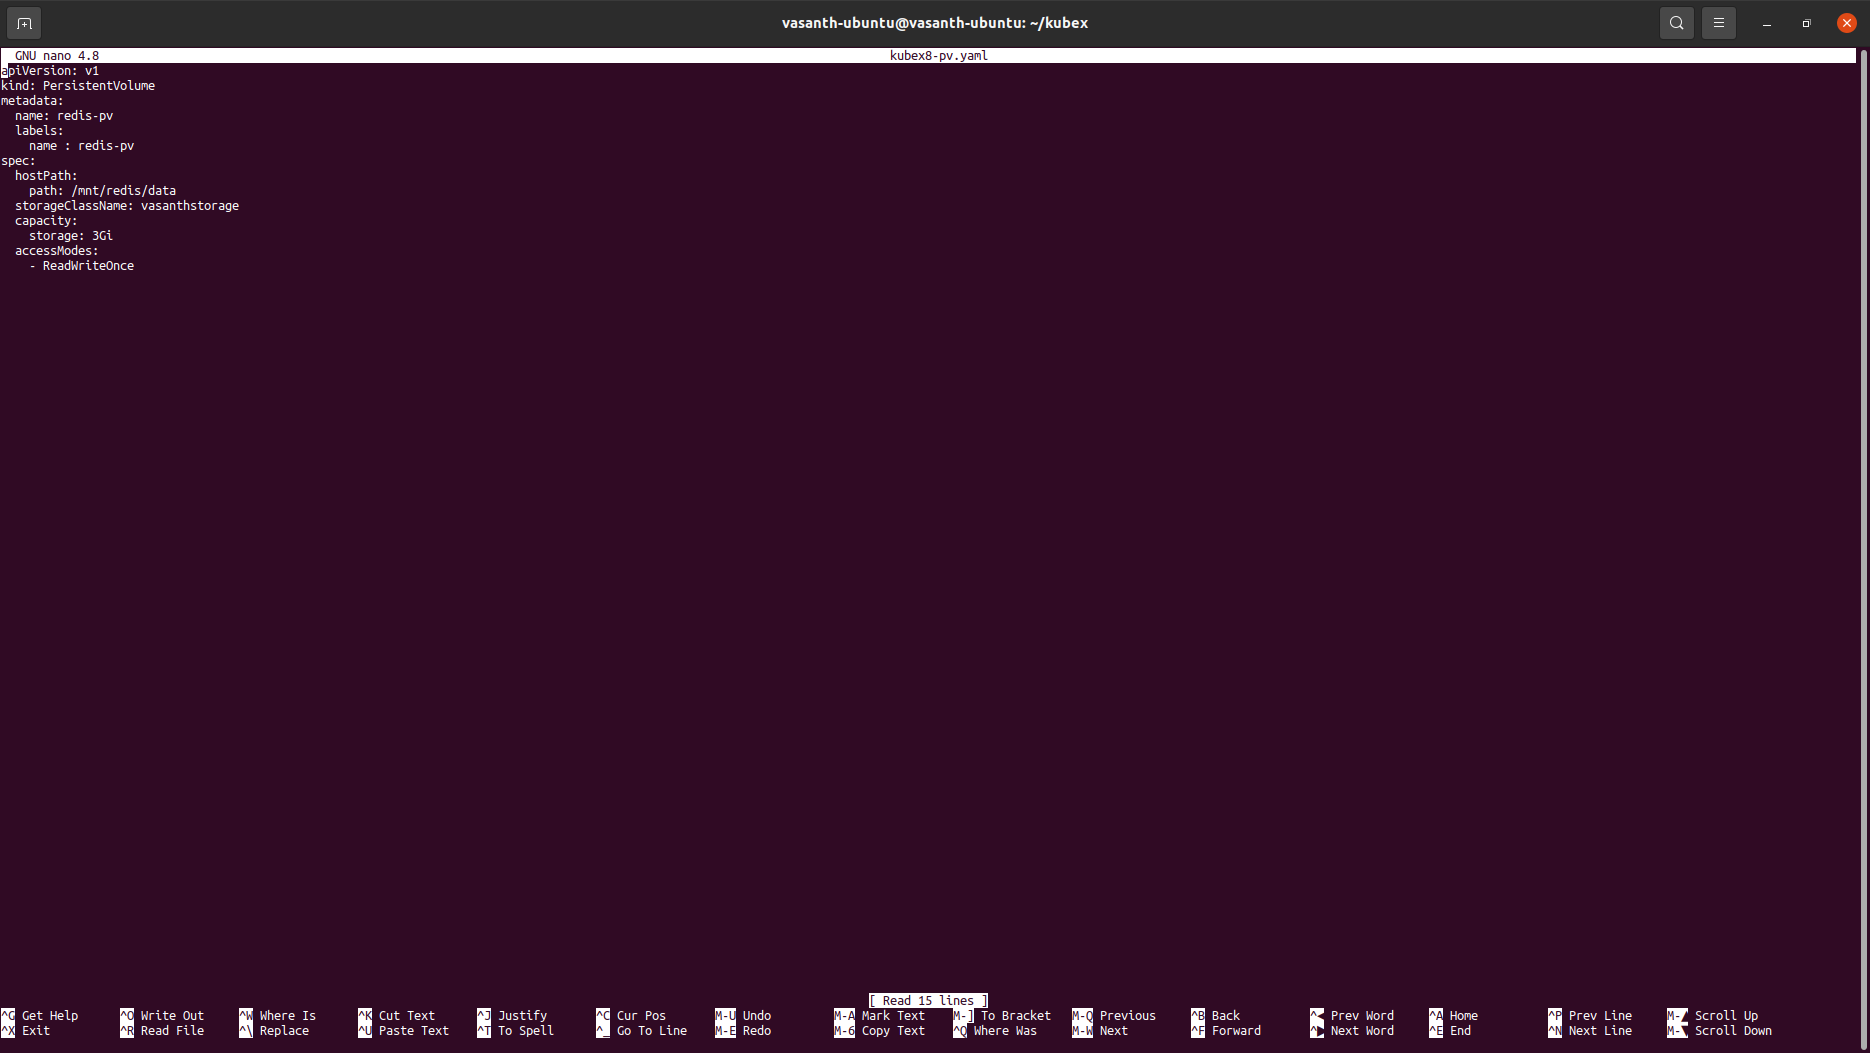 vasanth-ubuntu@vasanth-ubuntu: ~/kubex
GNU nano 4.8 kubex8-pv.yaml
apiVersion: v1
kind: PersistentVolume
metadata:
  name: redis-pv
  labels:
    name : redis-pv
spec:
  hostPath:
    path: /mnt/redis/data
  storageClassName: vasanthstorage
  capacity:
    storage: 3Gi
  accessModes:
    - ReadWriteOnce
[ Read 15 lines ]
^G Get Help ^O Write Out ^W Where Is ^K Cut Text ^J Justify ^C Cur Pos M-U Undo M-A Mark Text M-] To Bracket M-Q Previous ^B Back ^◀ Prev Word ^A Home ^P Prev Line M-▲ Scroll Up
^X Exit ^R Read File ^\ Replace ^U Paste Text ^T To Spell ^_ Go To Line M-E Redo M-6 Copy Text ^Q Where Was M-W Next ^F Forward ^▶ Next Word ^E End ^N Next Line M-▼ Scroll Down